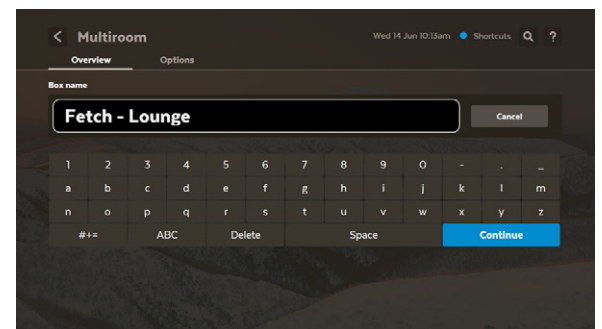 < Multiroom Wed 14 Jun 10:13am Shortcuts ?
Overview Options
Box name
Fetch - Lounge Cancel
1 2 3 4 5 6 7 8 9 0 - . _
a b c d e f g h i j k l m
n o p q r s t u v w x y z
#+= ABC Delete Space Continue